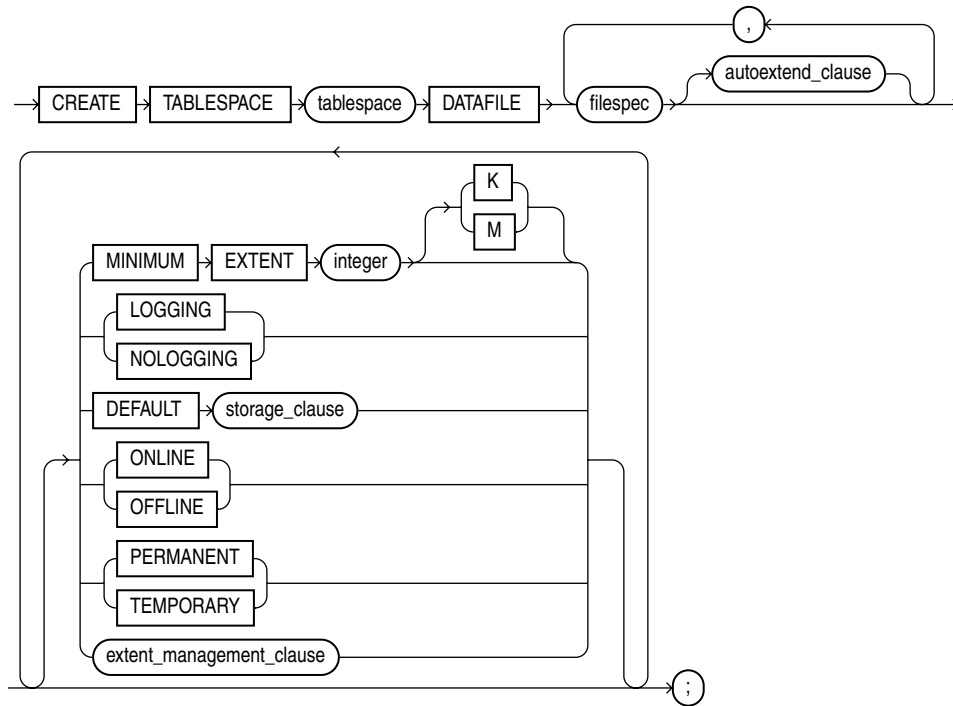 ,
autoextend_clause
CREATE TABLESPACE tablespace DATAFILE filespec
K
M
MINIMUM EXTENT integer
LOGGING
NOLOGGING
DEFAULT storage_clause
ONLINE
OFFLINE
PERMANENT
TEMPORARY
extent_management_clause
;